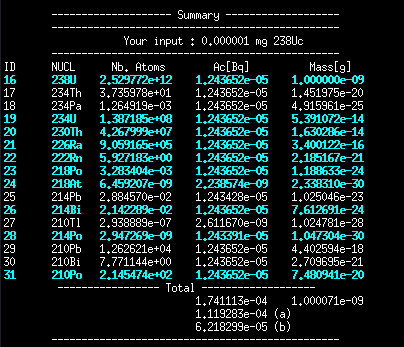 ------------------- Summary -------------------
-----------------------------------------------
Your input : 0.000001 mg 238Uc
-----------------------------------------------
ID NUCL Nb. Atoms Ac[Bq] Mass[g]
16 238U 2.529772e+12 1.243652e-05 1.000000e-09
17 234Th 3.735978e+01 1.243652e-05 1.451975e-20
18 234Pa 1.264919e-03 1.243652e-05 4.915961e-25
19 234U 1.387185e+08 1.243652e-05 5.391072e-14
20 230Th 4.267999e+07 1.243652e-05 1.630286e-14
21 226Ra 9.059165e+05 1.243652e-05 3.400122e-16
22 222Rn 5.927183e+00 1.243652e-05 2.185167e-21
23 218Po 3.283404e-03 1.243652e-05 1.188633e-24
24 218At 6.459207e-09 2.238574e-09 2.338310e-30
25 214Pb 2.884570e-02 1.243428e-05 1.025046e-23
26 214Bi 2.142289e-02 1.243652e-05 7.612691e-24
27 210Tl 2.938889e-07 2.611670e-09 1.024781e-28
28 214Po 2.947269e-09 1.243391e-05 1.047304e-30
29 210Pb 1.262621e+04 1.243652e-05 4.402594e-18
30 210Bi 7.771144e+00 1.243652e-05 2.709695e-21
31 210Po 2.145474e+02 1.243652e-05 7.480941e-20
----------------- Total -----------------
1.741113e-04 1.000071e-09
1.119283e-04 (a)
6.218299e-05 (b)
-----------------------------------------------